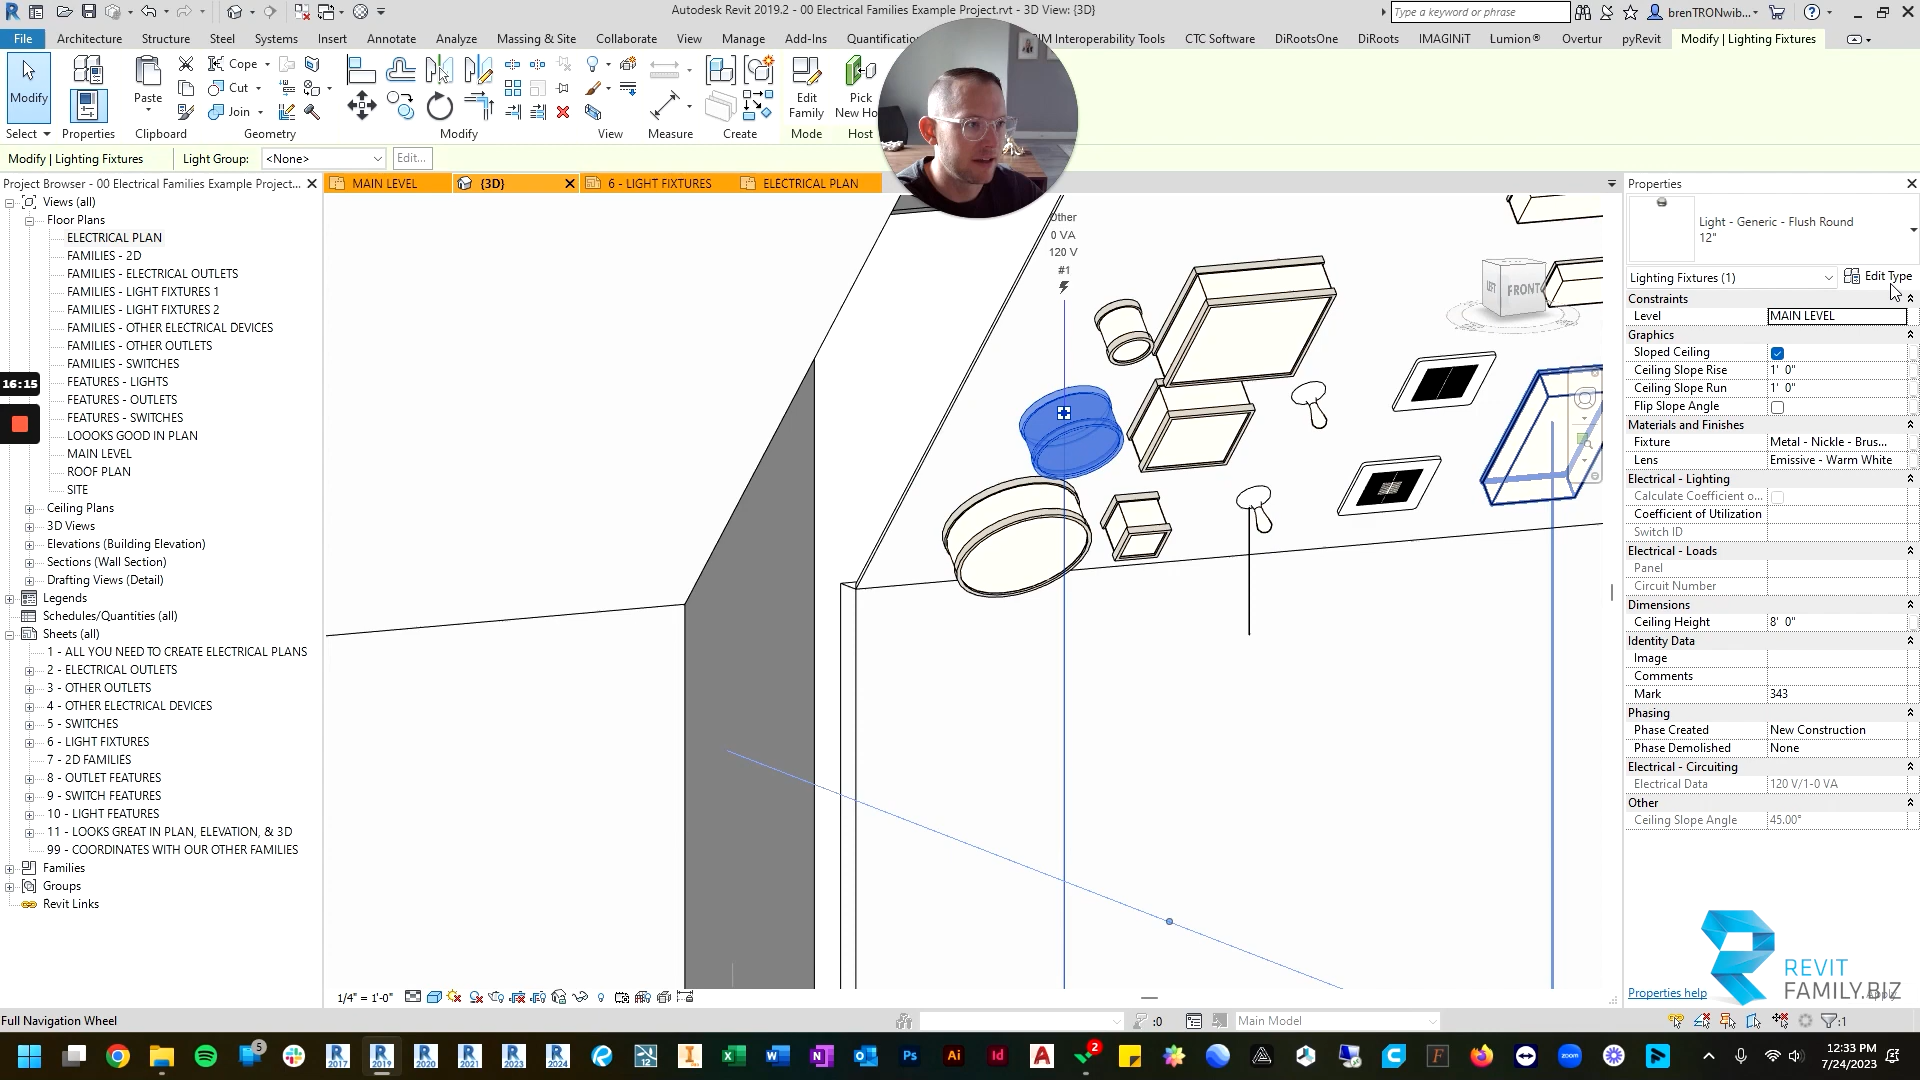 Autodesk Revit 2019.2 - 00 Electrical Families Example Project.rvt - 3D View: {3D}
Type a keyword or phrase
brenTRONwib...
File Architecture Structure Steel Systems Insert Annotate Analyze Massing & Site Collaborate View Manage Add-Ins BIM Interoperability Tools CTC Software DiRootsOne DiRoots IMAGINiT Lumion® Overtur pyRevit Modify | Lighting Fixtures
Modify
Paste
Cope
Cut
Join
Edit
Family
Pick
Select Properties Clipboard Geometry Modify View Measure Create Mode Host
Modify | Lighting Fixtures Light Group: <None> Edit...
Project Browser - 00 Electrical Families Example Project...
MAIN LEVEL {3D} 6 - LIGHT FIXTURES ELECTRICAL PLAN
Views (all)
Floor Plans
ELECTRICAL PLAN
FAMILIES - 2D
FAMILIES - ELECTRICAL OUTLETS
FAMILIES - LIGHT FIXTURES 1
FAMILIES - LIGHT FIXTURES 2
FAMILIES - OTHER ELECTRICAL DEVICES
FAMILIES - OTHER OUTLETS
FAMILIES - SWITCHES
FEATURES - LIGHTS
FEATURES - OUTLETS
FEATURES - SWITCHES
LOOOKS GOOD IN PLAN
MAIN LEVEL
ROOF PLAN
SITE
Ceiling Plans
3D Views
Elevations (Building Elevation)
Sections (Wall Section)
Drafting Views (Detail)
Legends
Schedules/Quantities (all)
Sheets (all)
1 - ALL YOU NEED TO CREATE ELECTRICAL PLANS
2 - ELECTRICAL OUTLETS
3 - OTHER OUTLETS
4 - OTHER ELECTRICAL DEVICES
5 - SWITCHES
6 - LIGHT FIXTURES
7 - 2D FAMILIES
8 - OUTLET FEATURES
9 - SWITCH FEATURES
10 - LIGHT FEATURES
11 - LOOKS GREAT IN PLAN, ELEVATION, & 3D
99 - COORDINATES WITH OUR OTHER FAMILIES
Families
Groups
Revit Links
16:15
Other
0 VA
120 V
#1
LEFT FRONT
1/4" = 1'-0"
Properties
Light - Generic - Flush Round
12"
Lighting Fixtures (1) Edit Type
Constraints
Level MAIN LEVEL
Graphics
Sloped Ceiling
Ceiling Slope Rise 1' 0"
Ceiling Slope Run 1' 0"
Flip Slope Angle
Materials and Finishes
Fixture Metal - Nickle - Brus...
Lens Emissive - Warm White
Electrical - Lighting
Calculate Coefficient o...
Coefficient of Utilization
Switch ID
Electrical - Loads
Panel
Circuit Number
Dimensions
Ceiling Height 8' 0"
Identity Data
Image
Comments
Mark 343
Phasing
Phase Created New Construction
Phase Demolished None
Electrical - Circuiting
Electrical Data 120 V/1-0 VA
Other
Ceiling Slope Angle 45.00°
Properties help
REVIT
FAMILY.BIZ
Full Navigation Wheel
:0
Main Model
:1
5
2017 2019 2020 2021 2023 2024
12
2
zoom
12:33 PM
7/24/2023